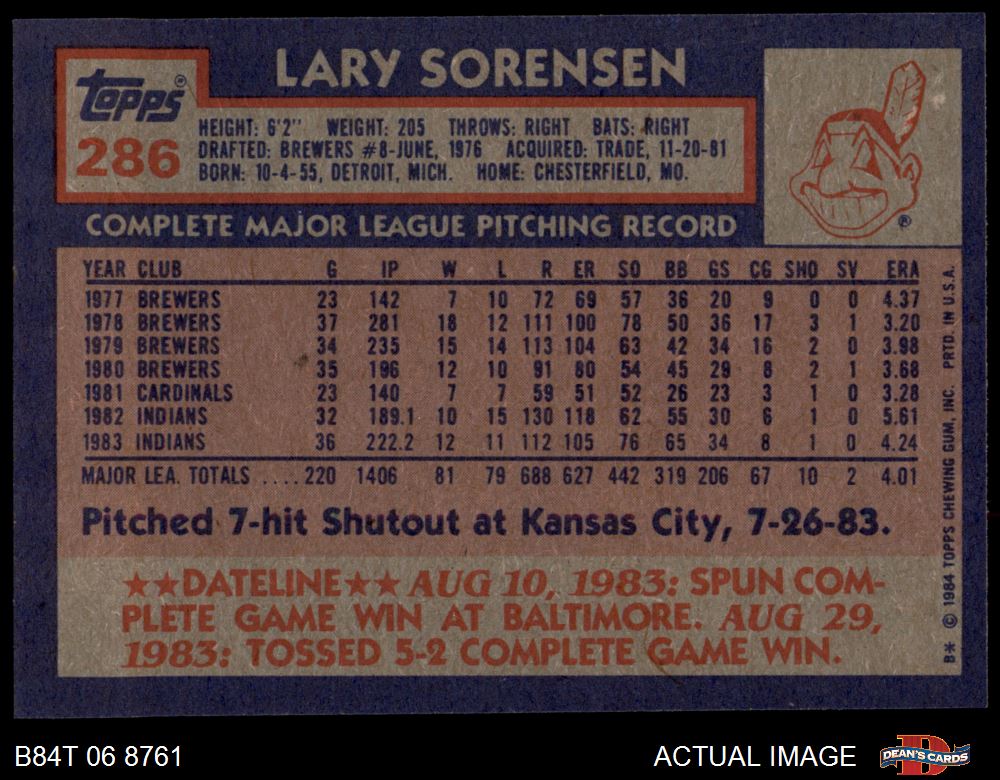 LARY SORENSEN
TOPPS ®
286
HEIGHT: 6'2" WEIGHT: 205 THROWS: RIGHT BATS: RIGHT
DRAFTED: BREWERS #8-JUNE, 1976 ACQUIRED: TRADE, 11-20-81
BORN: 10-4-55, DETROIT, MICH. HOME: CHESTERFIELD, MO.
®
COMPLETE MAJOR LEAGUE PITCHING RECORD
YEAR CLUB G IP W L R ER SO BB GS CG SHO SV ERA
1977 BREWERS 23 142 7 10 72 69 57 36 20 9 0 0 4.37
1978 BREWERS 37 281 18 12 111 100 78 50 36 17 3 1 3.20
1979 BREWERS 34 235 15 14 113 104 63 42 34 16 2 0 3.98
1980 BREWERS 35 196 12 10 91 80 54 45 29 8 2 1 3.68
1981 CARDINALS 23 140 7 7 59 51 52 26 23 3 1 0 3.28
1982 INDIANS 32 189.1 10 15 130 118 62 55 30 6 1 0 5.61
1983 INDIANS 36 222.2 12 11 112 105 76 65 34 8 1 0 4.24
MAJOR LEA. TOTALS ....220 1406 81 79 688 627 442 319 206 67 10 2 4.01
Pitched 7-hit Shutout at Kansas City, 7-26-83.
★★DATELINE★★ AUG 10, 1983: SPUN COM-
PLETE GAME WIN AT BALTIMORE. AUG 29,
1983: TOSSED 5-2 COMPLETE GAME WIN.
B* © 1984 TOPPS CHEWING GUM, INC. PRTD. IN U.S.A.
B84T 06 8761
ACTUAL IMAGE
D
DEAN'S CARDS